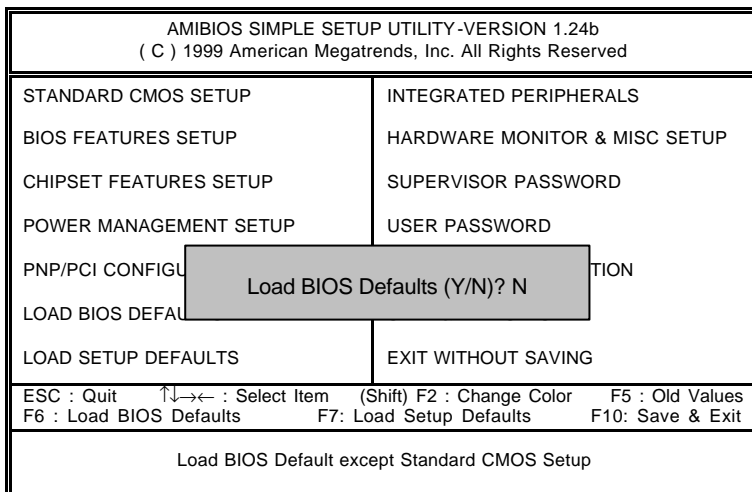 AMIBIOS SIMPLE SETUP UTILITY-VERSION 1.24b
( C ) 1999 American Megatrends, Inc. All Rights Reserved
STANDARD CMOS SETUP
BIOS FEATURES SETUP
CHIPSET FEATURES SETUP
POWER MANAGEMENT SETUP
PNP/PCI
LOAD BIOS
LOAD SETUP DEFAULTS
INTEGRATED PERIPHERALS
HARDWARE MONITOR & MISC SETUP
SUPERVISOR PASSWORD
USER PASSWORD
EXIT WITHOUT SAVING
Load BIOS Defaults (Y/N)? N
ESC : Quit ↑↓→← : Select Item (Shift) F2 : Change Color F5 : Old Values
F6 : Load BIOS Defaults F7: Load Setup Defaults F10: Save & Exit
Load BIOS Default except Standard CMOS Setup